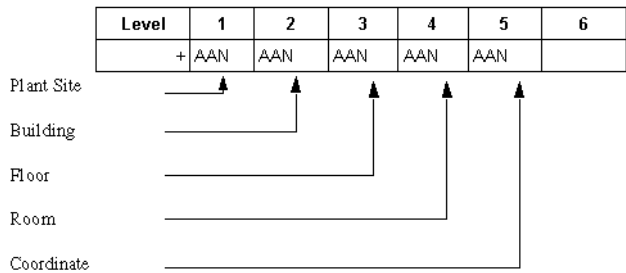 Level 1 2 3 4 5 6
+ AAN AAN AAN AAN AAN
Plant Site
Building
Floor
Room
Coordinate